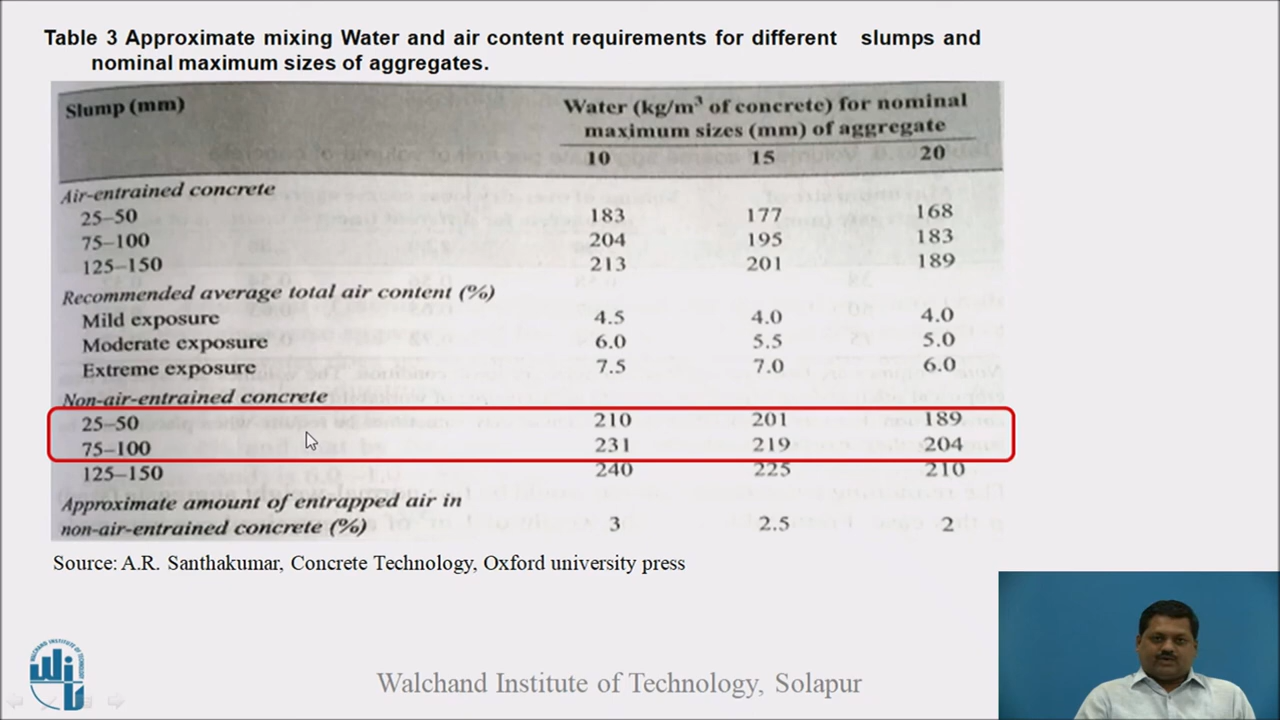 Table 3 Approximate mixing Water and air content requirements for different slumps and
nominal maximum sizes of aggregates.
Slump (mm) Water (kg/m³ of concrete) for nominal
maximum sizes (mm) of aggregate
10 15 20
Air-entrained concrete
25–50 183 177 168
75–100 204 195 183
125–150 213 201 189
Recommended average total air content (%)
Mild exposure 4.5 4.0 4.0
Moderate exposure 6.0 5.5 5.0
Extreme exposure 7.5 7.0 6.0
Non-air-entrained concrete
25–50 210 201 189
75–100 231 219 204
125–150 240 225 210
Approximate amount of entrapped air in
non-air-entrained concrete (%) 3 2.5 2
Source: A.R. Santhakumar, Concrete Technology, Oxford university press
WALCHAND INSTITUTE OF TECHNOLOGY
Walchand Institute of Technology, Solapur